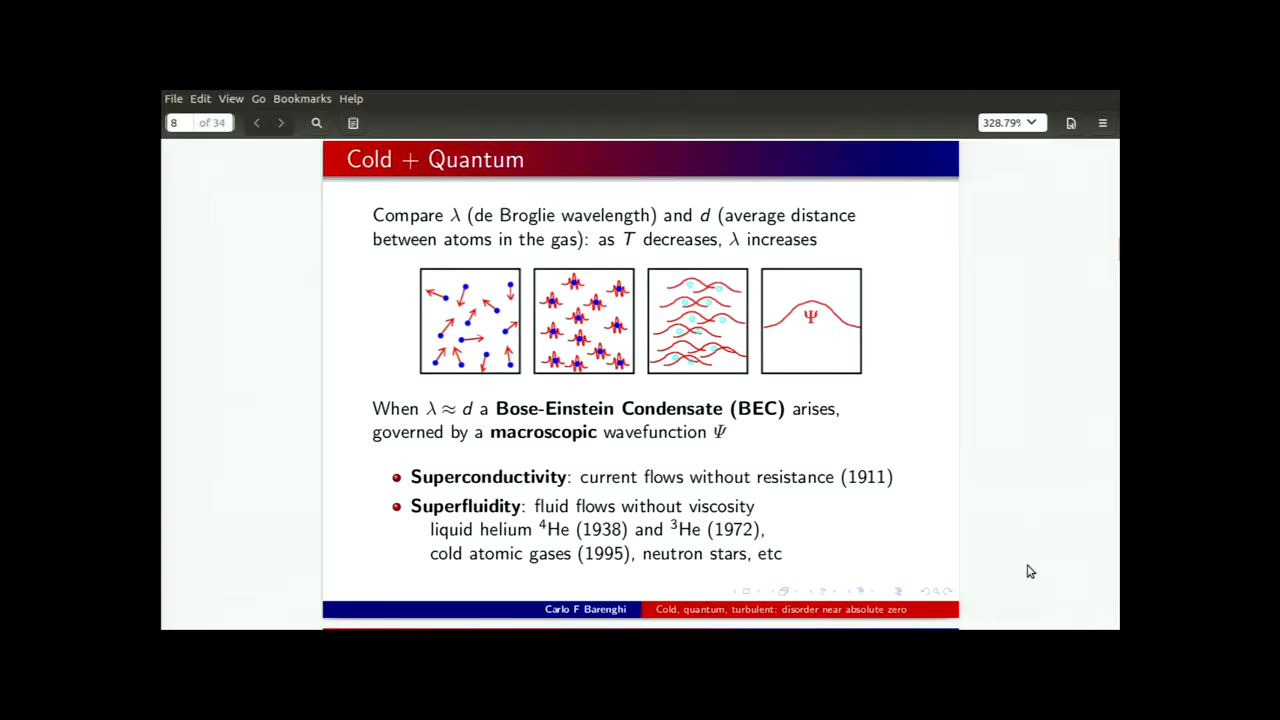 File Edit View Go Bookmarks Help
8 of 34 328.79%
Cold + Quantum
Compare λ (de Broglie wavelength) and d (average distance
between atoms in the gas): as T decreases, λ increases
Ψ
When λ ≈ d a Bose-Einstein Condensate (BEC) arises,
governed by a macroscopic wavefunction Ψ
Superconductivity: current flows without resistance (1911)
Superfluidity: fluid flows without viscosity
liquid helium ⁴He (1938) and ³He (1972),
cold atomic gases (1995), neutron stars, etc
Carlo F Barenghi Cold, quantum, turbulent: disorder near absolute zero